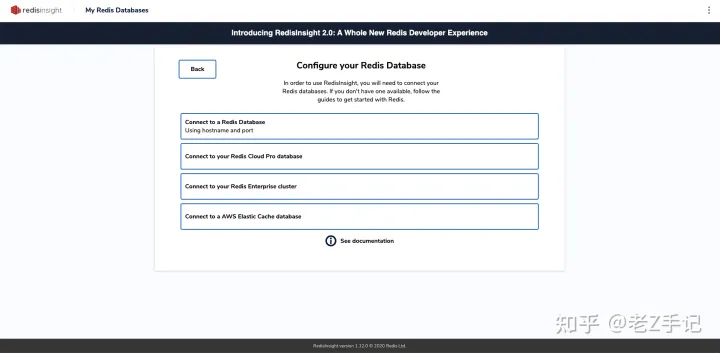 redisinsight
My Redis Databases
Introducing RedisInsight 2.0: A Whole New Redis Developer Experience
Back
Configure your Redis Database
In order to use RedisInsight, you will need to connect your
Redis databases. If you don't have one available, follow the
guides to get started with Redis.
Connect to a Redis Database
Using hostname and port
Connect to your Redis Cloud Pro database
Connect to your Redis Enterprise cluster
Connect to a AWS Elastic Cache database
See documentation
知乎 @老Z手记
RedisInsight version 1.12.0 © 2020 Redis Ltd.